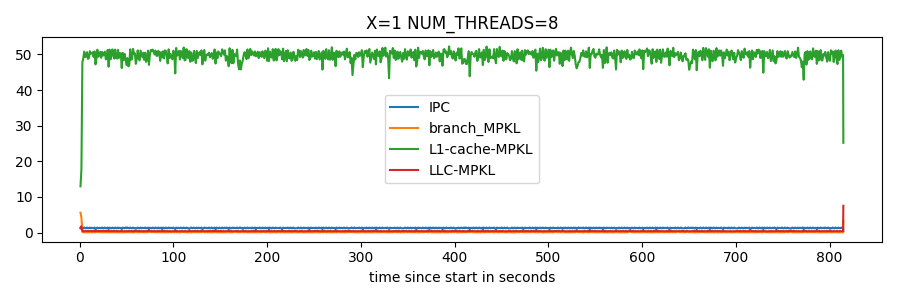 X=1 NUM_THREADS=8
50
40
30
20
10
0
IPC
branch_MPKL
L1-cache-MPKL
LLC-MPKL
0 100 200 300 400 500 600 700 800
time since start in seconds